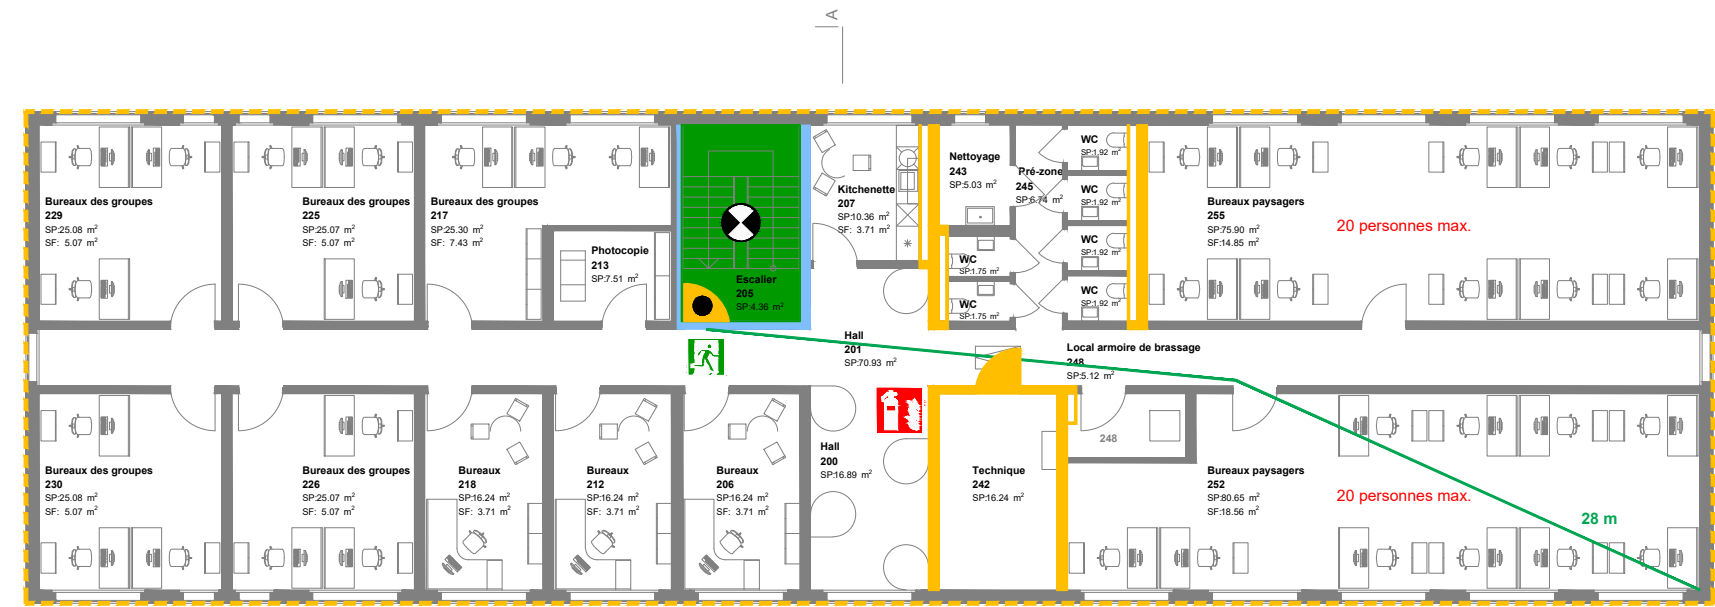 A
Bureaux des groupes
229
SP:25.08 m²
SF: 5.07 m²
Bureaux des groupes
225
SP:25.07 m²
SF: 5.07 m²
Bureaux des groupes
217
SP:25.30 m²
SF: 7.43 m²
Photocopie
213
SP:7.51 m²
Escalier
205
SP:4.36 m²
Kitchenette
207
SP:10.36 m²
SF: 3.71 m²
Nettoyage
243
SP:5.03 m²
Pré-zone
245
SP:6.74 m²
WC
SP:1.92 m²
WC
SP:1.92 m²
WC
SP:1.92 m²
WC
SP:1.92 m²
WC
SP:1.75 m²
WC
SP:1.75 m²
Bureaux paysagers
255
SP:75.90 m²
SF:14.85 m²
20 personnes max.
Hall
201
SP:70.93 m²
Local armoire de brassage
248
SP:5.12 m²
Bureaux des groupes
230
SP:25.08 m²
SF: 5.07 m²
Bureaux des groupes
226
SP:25.07 m²
SF: 5.07 m²
Bureaux
218
SP:16.24 m²
SF: 3.71 m²
Bureaux
212
SP:16.24 m²
SF: 3.71 m²
Bureaux
206
SP:16.24 m²
SF: 3.71 m²
Hall
200
SP:16.89 m²
Technique
242
SP:16.24 m²
248
Bureaux paysagers
252
SP:80.65 m²
SF:18.56 m²
20 personnes max.
28 m